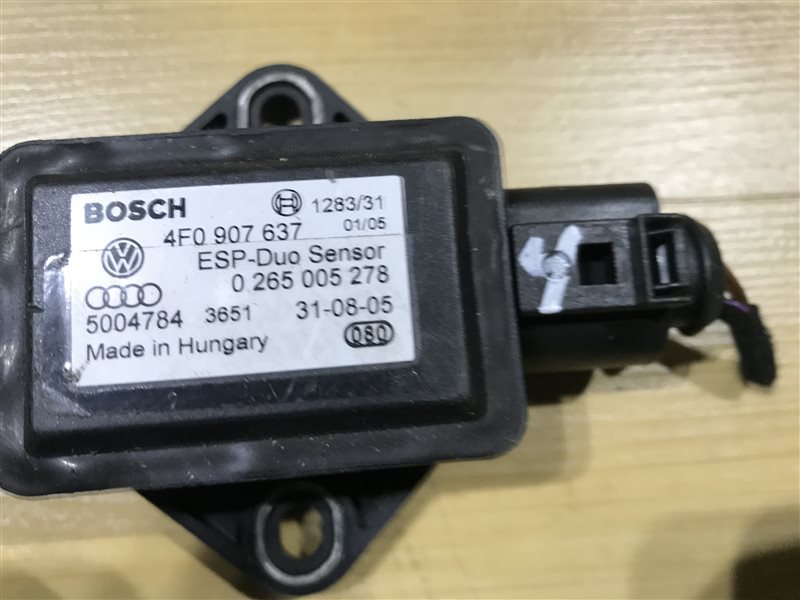 BOSCH 1283/31
4F0 907 637 01/05
ESP-Duo Sensor
0 265 005 278
5004784 3651 31-08-05
Made in Hungary 080